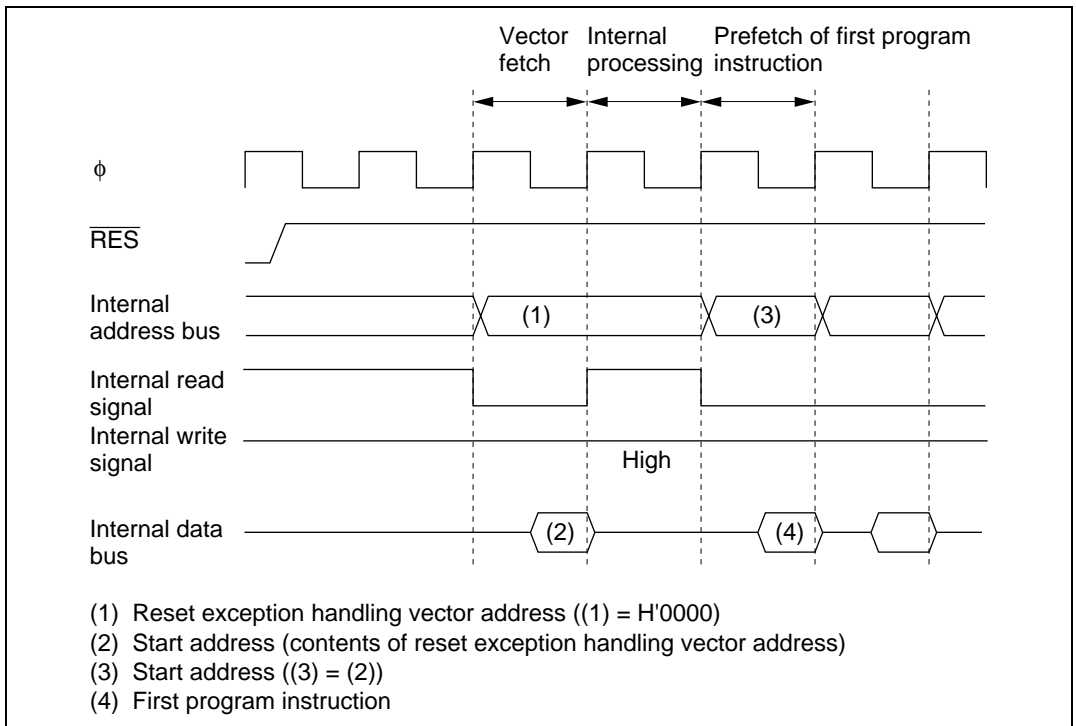 Vector fetch
Internal processing
Prefetch of first program instruction
ϕ
RES
Internal address bus
(1)
(3)
Internal read signal
Internal write signal
High
Internal data bus
(2)
(4)
(1) Reset exception handling vector address ((1) = H'0000)
(2) Start address (contents of reset exception handling vector address)
(3) Start address ((3) = (2))
(4) First program instruction